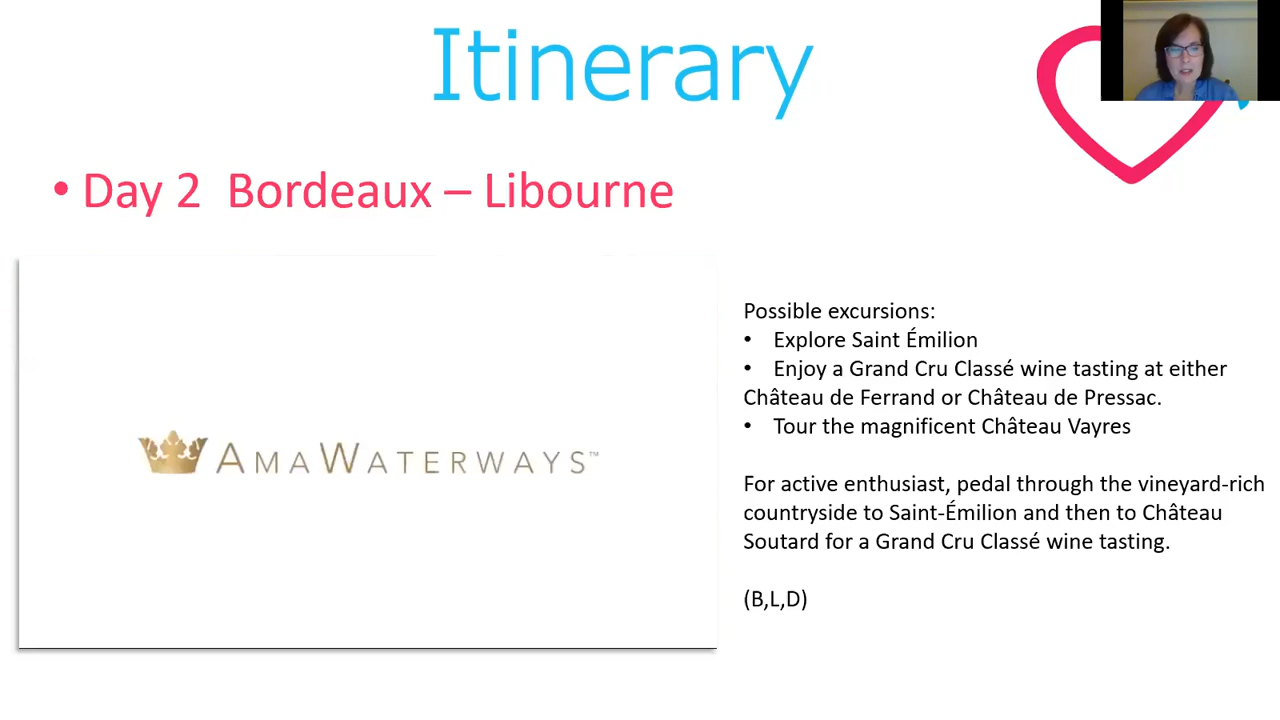 Itinerary
• Day 2 Bordeaux – Libourne
AMAWATERWAYS™
Possible excursions:
• Explore Saint Émilion
• Enjoy a Grand Cru Classé wine tasting at either
Château de Ferrand or Château de Pressac.
• Tour the magnificent Château Vayres
For active enthusiast, pedal through the vineyard-rich
countryside to Saint-Émilion and then to Château
Soutard for a Grand Cru Classé wine tasting.
(B,L,D)